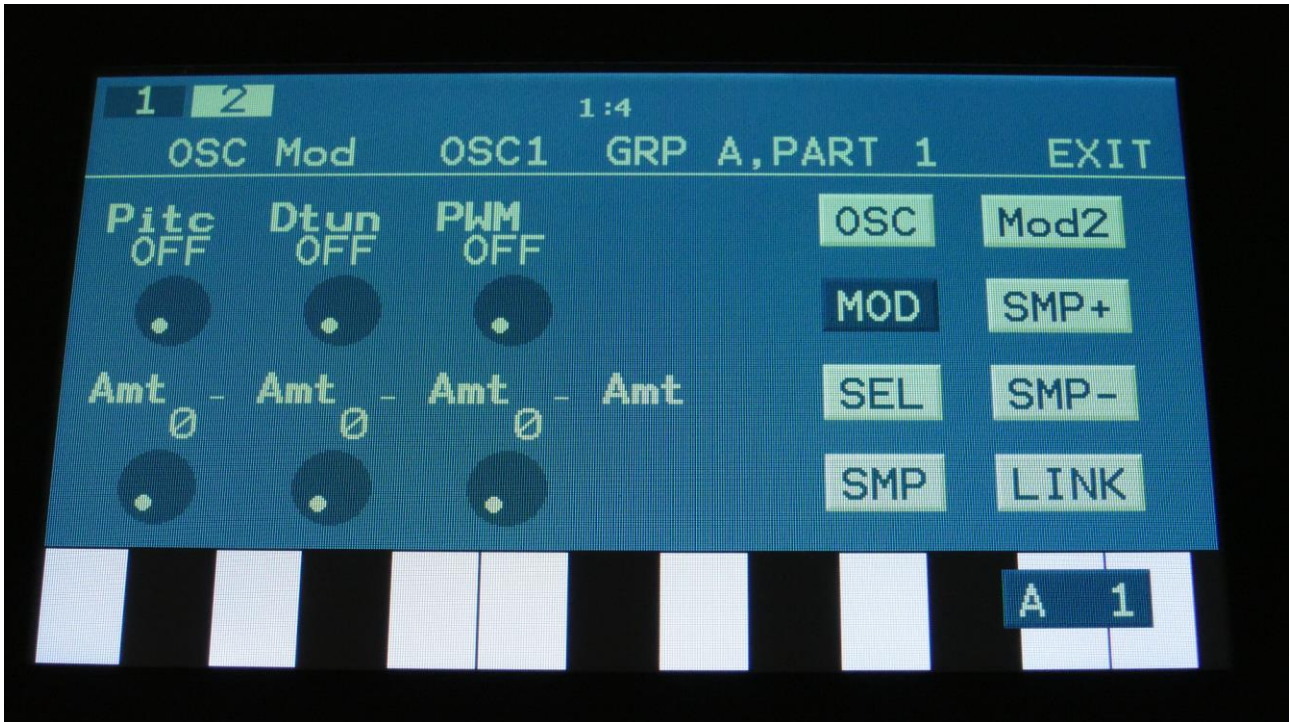 1 2 1:4
OSC Mod OSC1 GRP A,PART 1 EXIT
Pitc Dtun PWM OSC Mod2
OFF OFF OFF
MOD SMP+
Amt - Amt - Amt - Amt SEL SMP-
0 0 0
SMP LINK
A 1